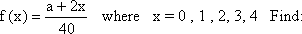 f (x) = (a + 2x) / 40 where x = 0 , 1 , 2, 3, 4 Find: